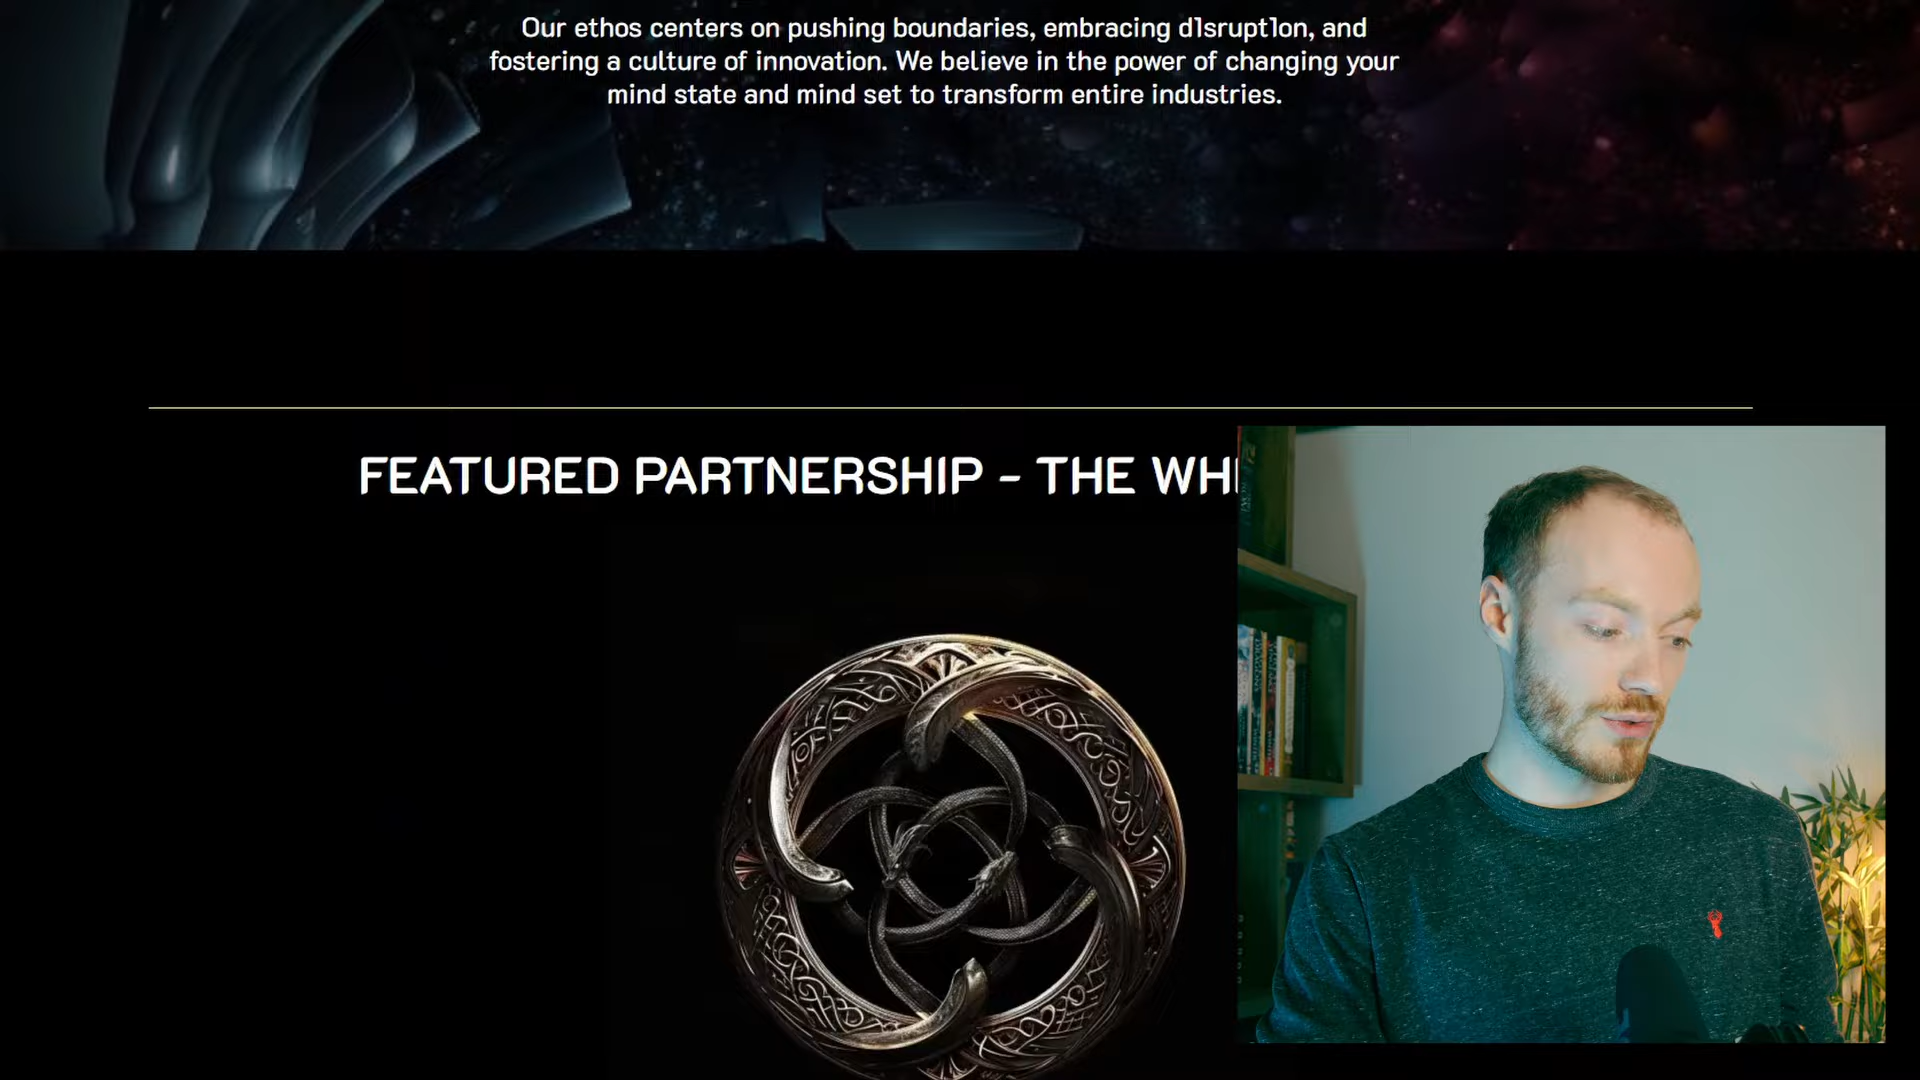 Our ethos centers on pushing boundaries, embracing d1srupt1on, and
fostering a culture of innovation. We believe in the power of changing your
mind state and mind set to transform entire industries.
FEATURED PARTNERSHIP - THE WH